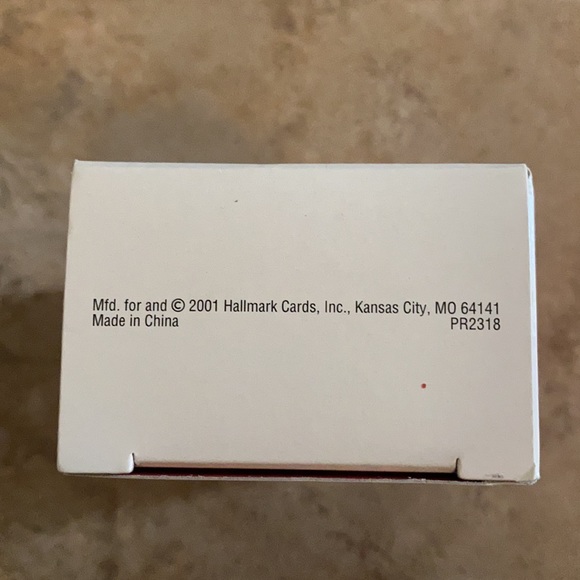 Mfd. for and © 2001 Hallmark Cards, Inc., Kansas City, MO 64141
Made in China PR2318